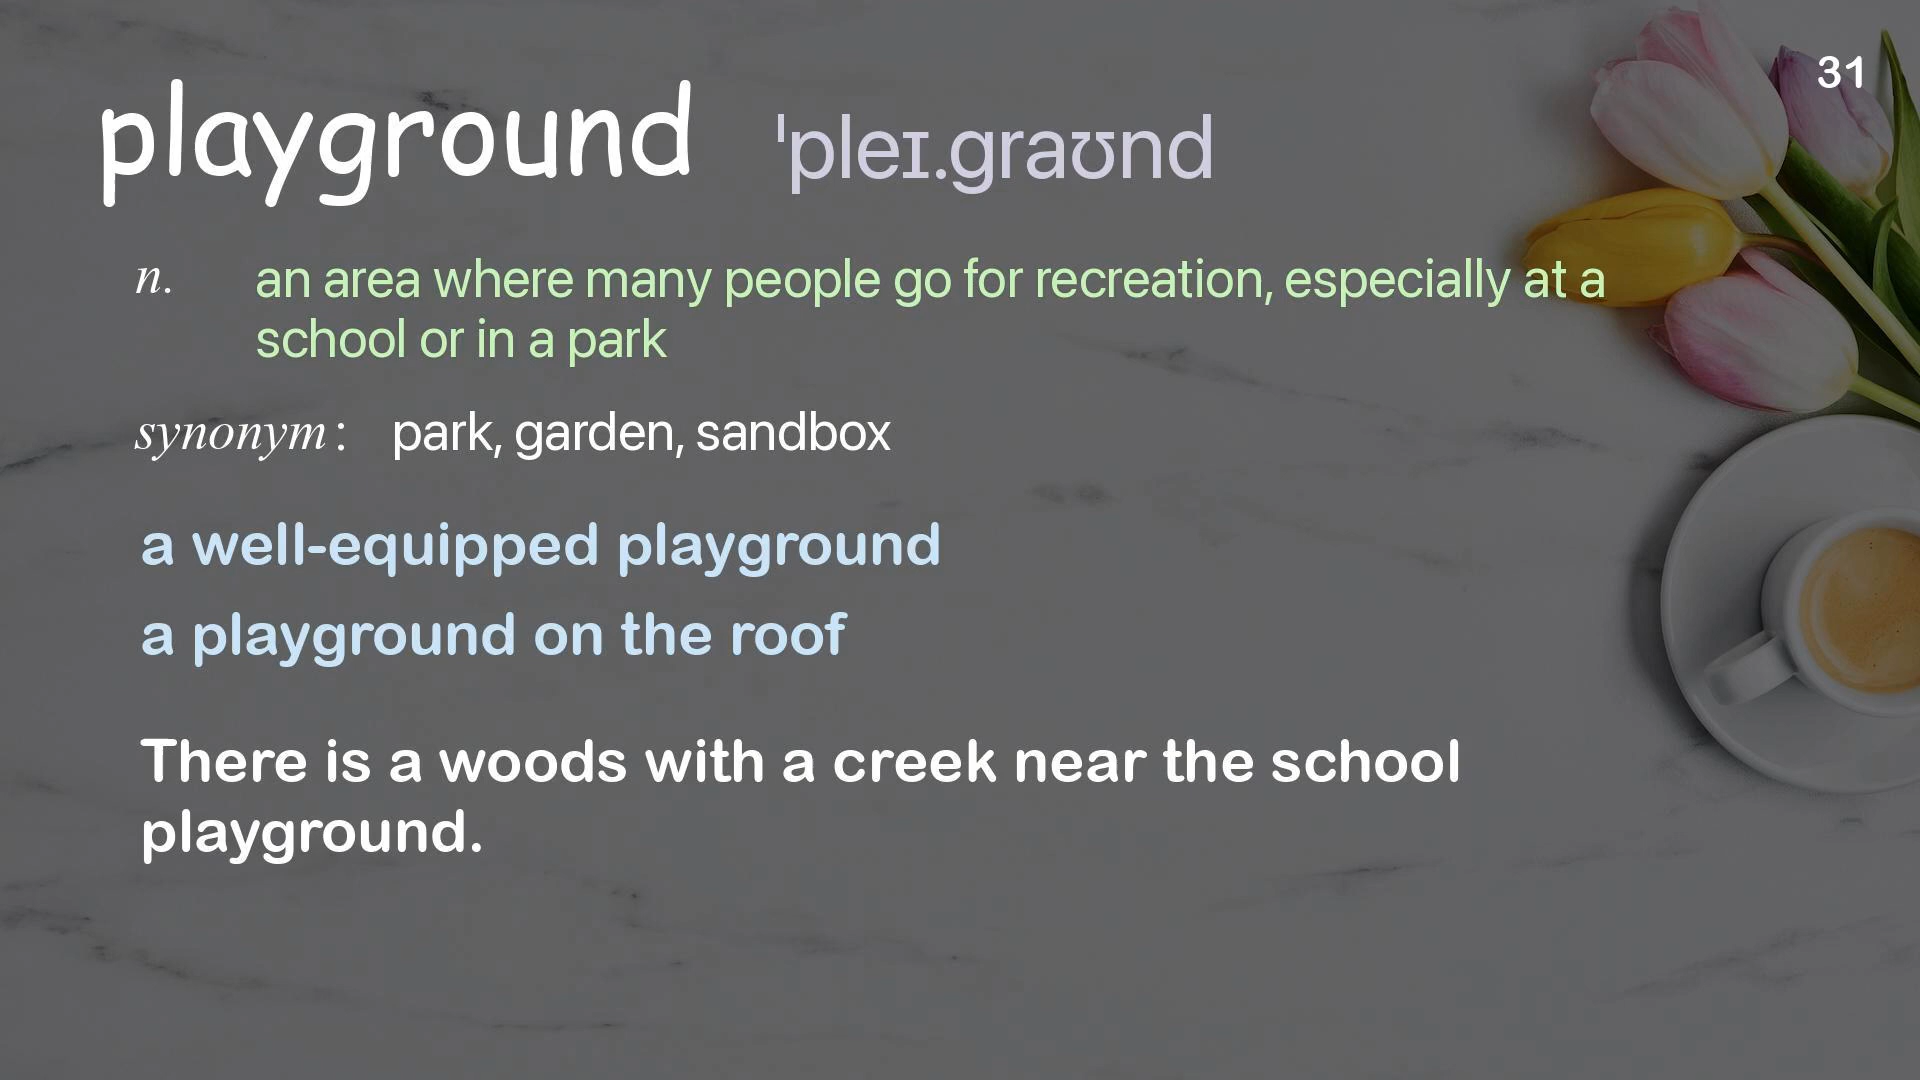 31
playground ˈpleɪ.ɡraʊnd
n. an area where many people go for recreation, especially at a
school or in a park
synonym: park, garden, sandbox
a well-equipped playground
a playground on the roof
There is a woods with a creek near the school
playground.